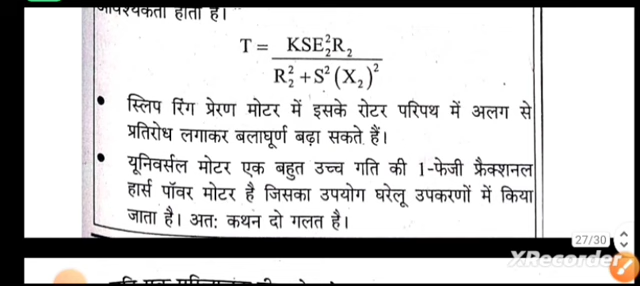 आवश्यकता होती है।
T = KSE₂²R₂ / R₂² + S² (X₂)²
• स्लिप रिंग प्रेरण मोटर में इसके रोटर परिपथ में अलग से
प्रतिरोध लगाकर बलाघूर्ण बढ़ा सकते हैं।
• यूनिवर्सल मोटर एक बहुत उच्च गति की 1-फेजी फ्रैक्शनल
हार्स पॉवर मोटर है जिसका उपयोग घरेलू उपकरणों में किया
जाता है। अतः कथन दो गलत है।
27/30
XRecorder